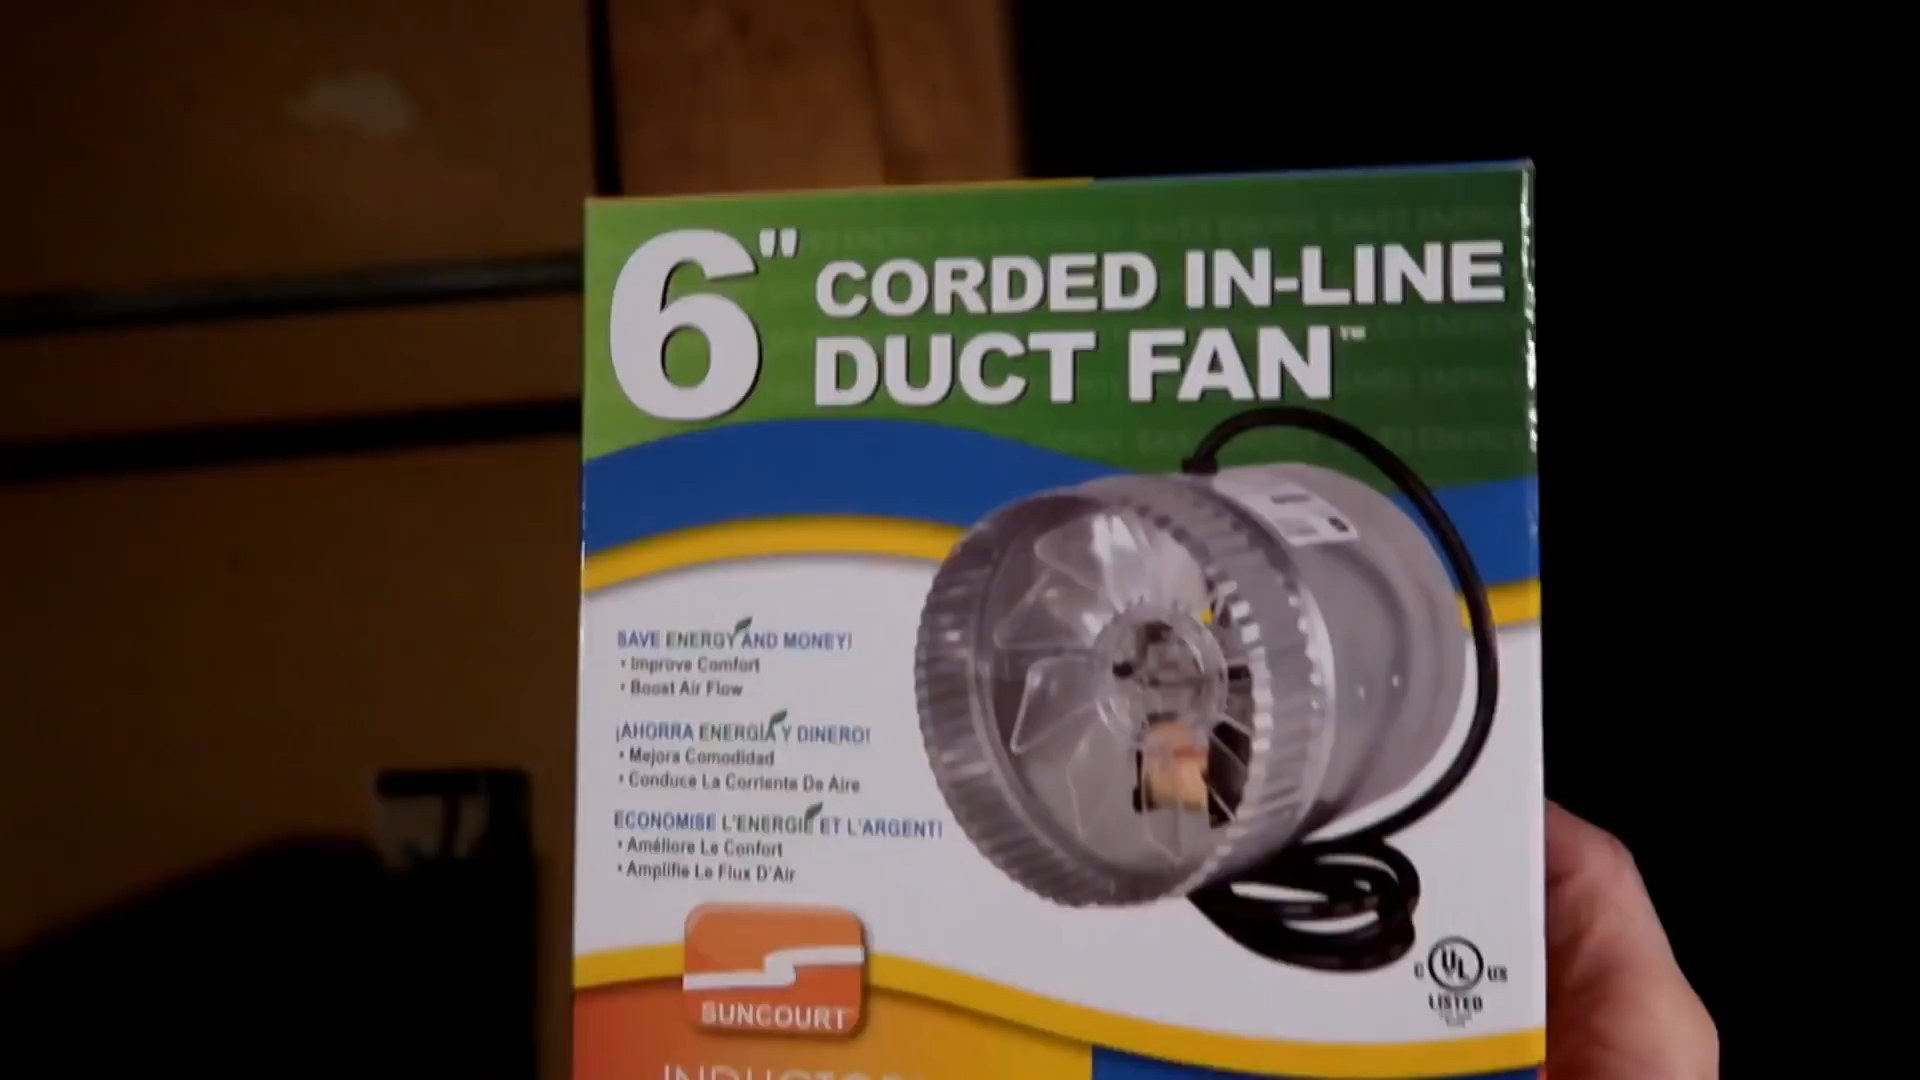 6" CORDED IN-LINE
DUCT FAN™
SAVE ENERGY AND MONEY!
• Improve Comfort
• Boost Air Flow
¡AHORRA ENERGÍA Y DINERO!
• Mejora Comodidad
• Conduce La Corriente De Aire
ECONOMISE L'ENERGIE ET L'ARGENT!
• Améliore Le Confort
• Amplifie Le Flux D'Air
SUNCOURT
C UL US
LISTED